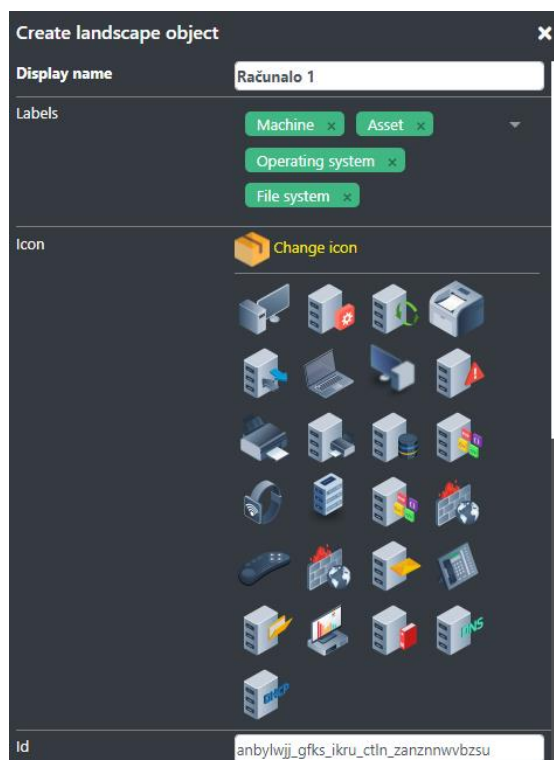 Create landscape object ×
Display name Računalo 1
Labels Machine × Asset ×
Operating system ×
File system ×
Icon Change icon
DNS
DHCP
Id anbylwjj_gfks_ikru_ctln_zanznnwvbzsu